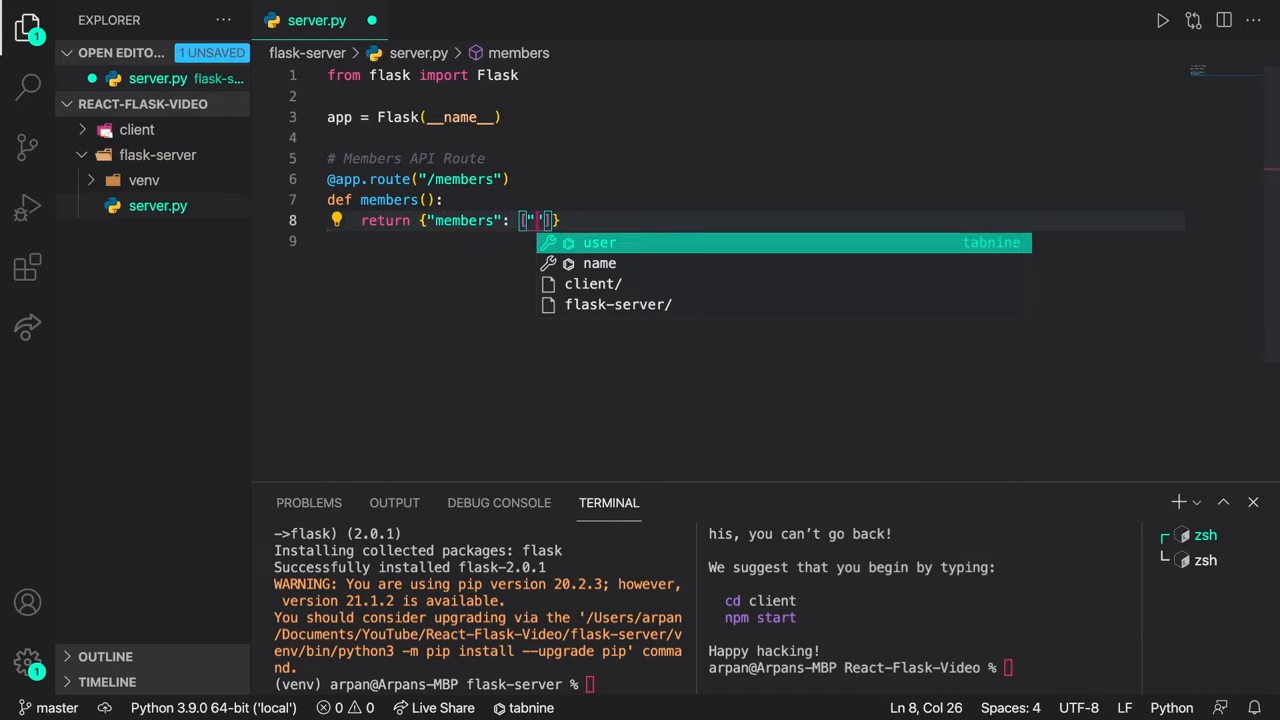 EXPLORER
server.py
OPEN EDITO... 1 UNSAVED
server.py flask-s...
REACT-FLASK-VIDEO
client
flask-server
venv
server.py
OUTLINE
TIMELINE
flask-server > server.py > members
1 from flask import Flask
2
3 app = Flask(__name__)
4
5 # Members API Route
6 @app.route("/members")
7 def members():
8 return {"members": [""]}
9
user tabnine
name
client/
flask-server/
PROBLEMS OUTPUT DEBUG CONSOLE TERMINAL
->flask) (2.0.1)
Installing collected packages: flask
Successfully installed flask-2.0.1
WARNING: You are using pip version 20.2.3; however,
version 21.1.2 is available.
You should consider upgrading via the '/Users/arpan
/Documents/YouTube/React-Flask-Video/flask-server/v
env/bin/python3 -m pip install --upgrade pip' comma
nd.
(venv) arpan@Arpans-MBP flask-server %
his, you can’t go back!
We suggest that you begin by typing:
cd client
npm start
Happy hacking!
arpan@Arpans-MBP React-Flask-Video %
zsh
zsh
1
1
master Python 3.9.0 64-bit ('local') 0 0 Live Share tabnine Ln 8, Col 26 Spaces: 4 UTF-8 LF Python